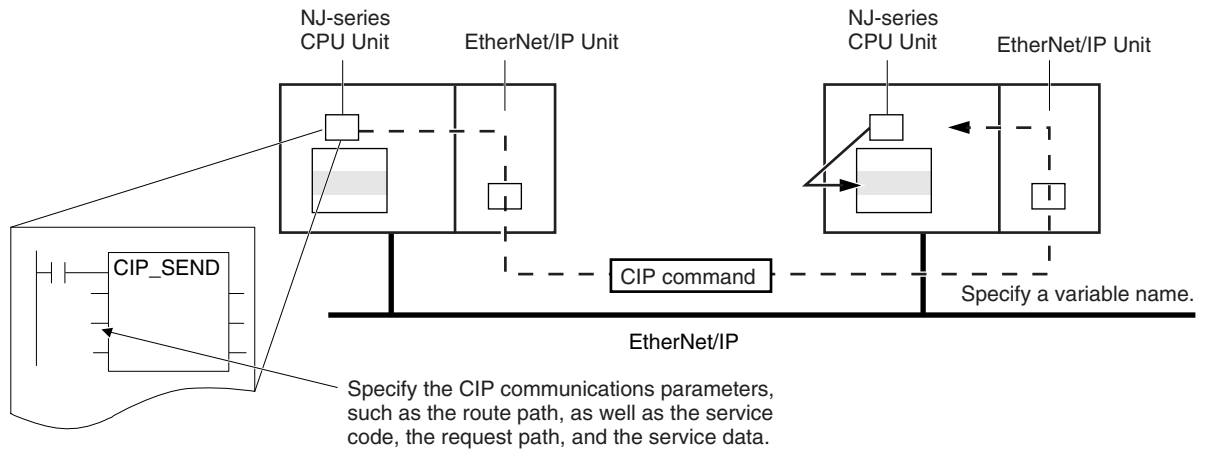 NJ-series
CPU Unit
EtherNet/IP Unit
NJ-series
CPU Unit
EtherNet/IP Unit
CIP_SEND
CIP command
Specify a variable name.
EtherNet/IP
Specify the CIP communications parameters,
such as the route path, as well as the service
code, the request path, and the service data.